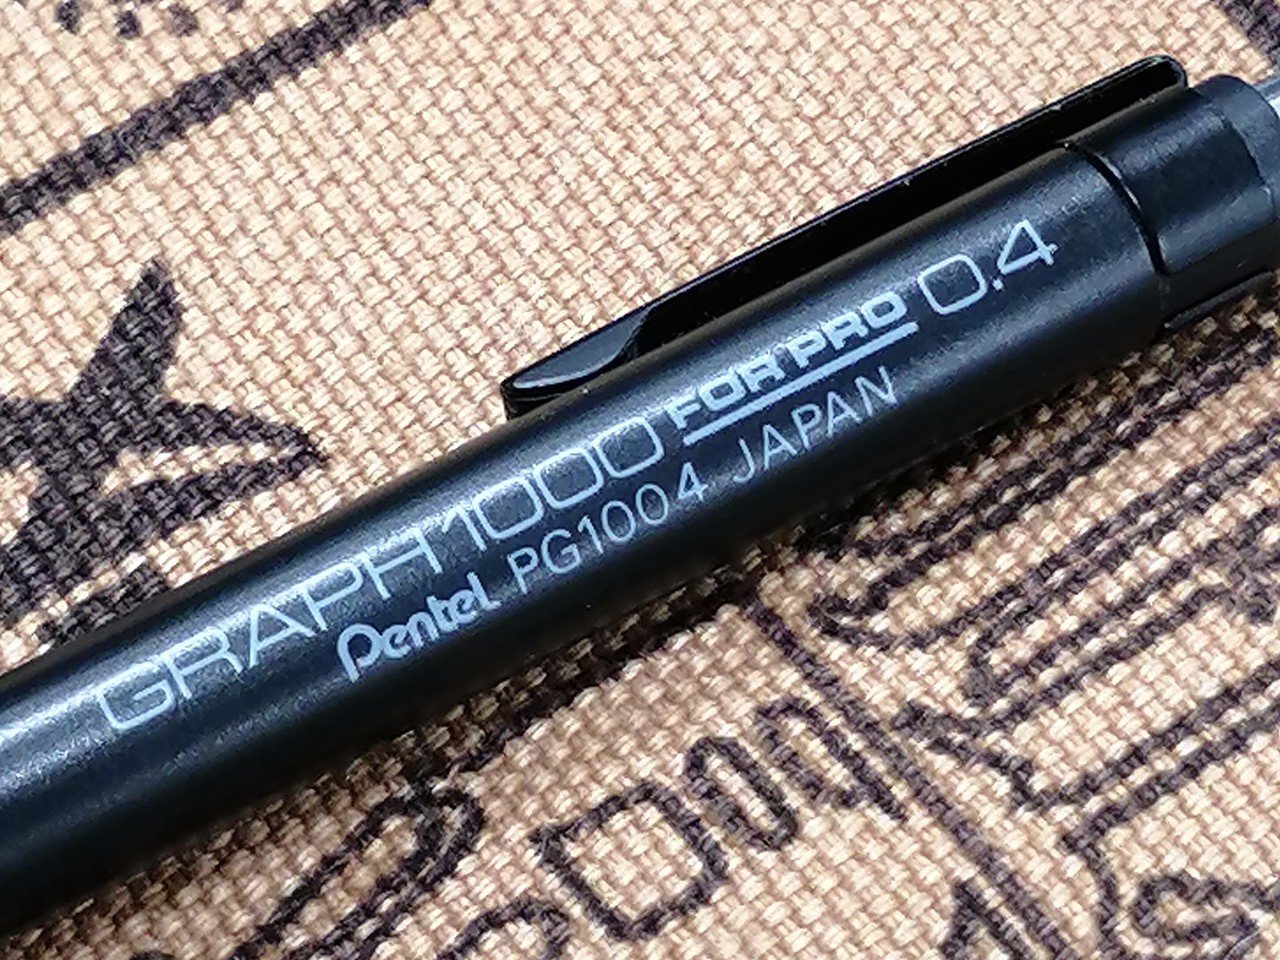 GRAPH1000 FOR PRO 0.4
Pentel PG1004 JAPAN